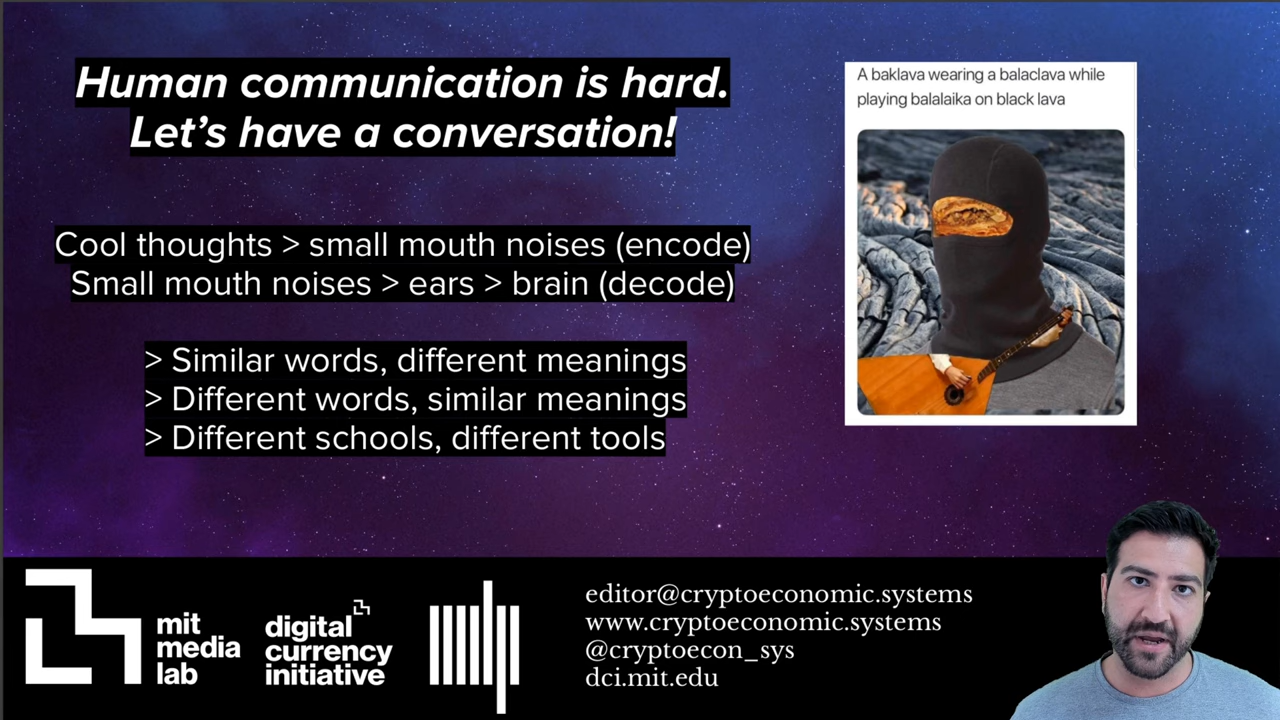 Human communication is hard.
Let's have a conversation!
Cool thoughts > small mouth noises (encode)
Small mouth noises > ears > brain (decode)
> Similar words, different meanings
> Different words, similar meanings
> Different schools, different tools
A baklava wearing a balaclava while
playing balalaika on black lava
mit
media
lab
digital
currency
initiative
editor@cryptoeconomic.systems
www.cryptoeconomic.systems
@cryptoecon_sys
dci.mit.edu